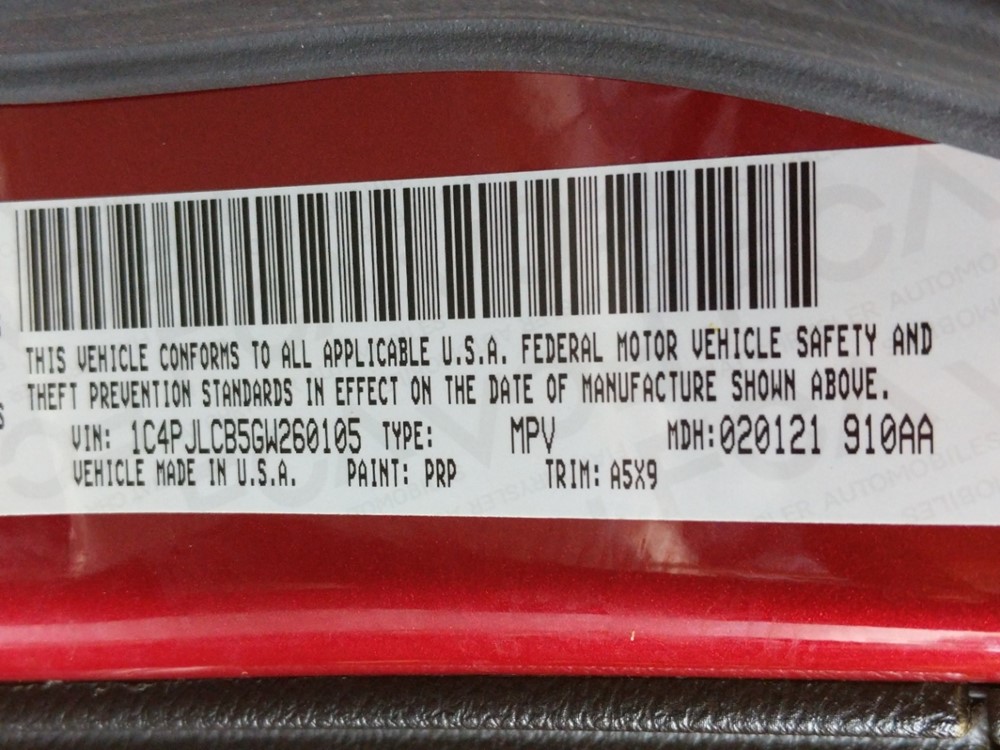 THIS VEHICLE CONFORMS TO ALL APPLICABLE U.S.A. FEDERAL MOTOR VEHICLE SAFETY AND
THEFT PREVENTION STANDARDS IN EFFECT ON THE DATE OF MANUFACTURE SHOWN ABOVE.
VIN: 1C4PJLCB5GW260105 TYPE: MPV MDH:020121 910AA
VEHICLE MADE IN U.S.A. PAINT: PRP TRIM: A5X9